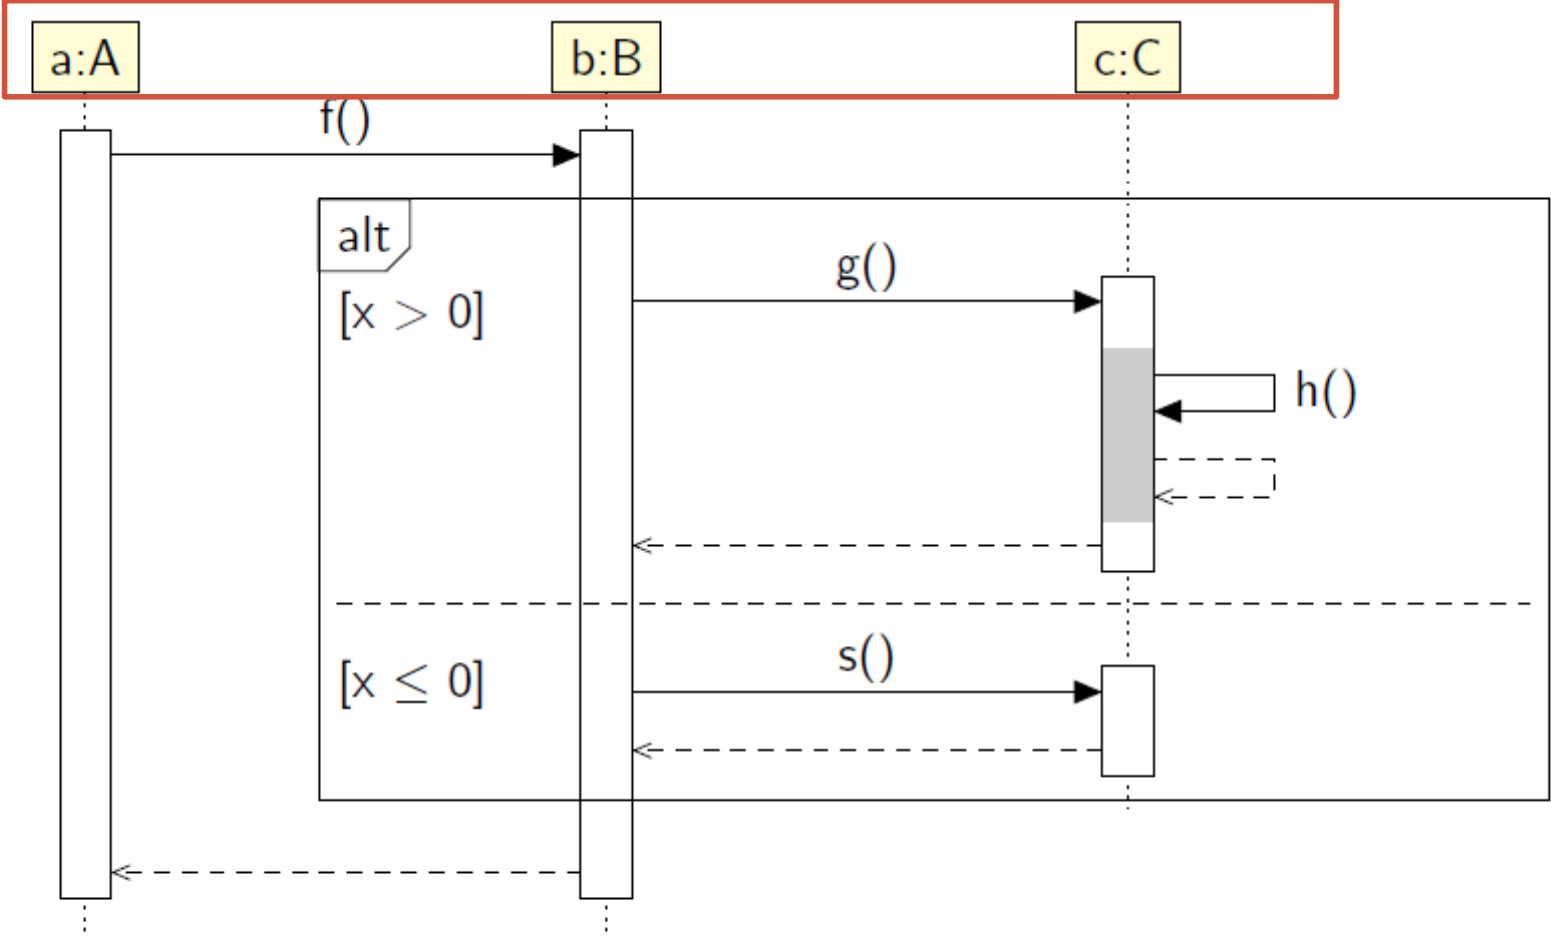 a:A b:B c:C
f()
alt
g()
[x > 0]
h()
s()
[x ≤ 0]